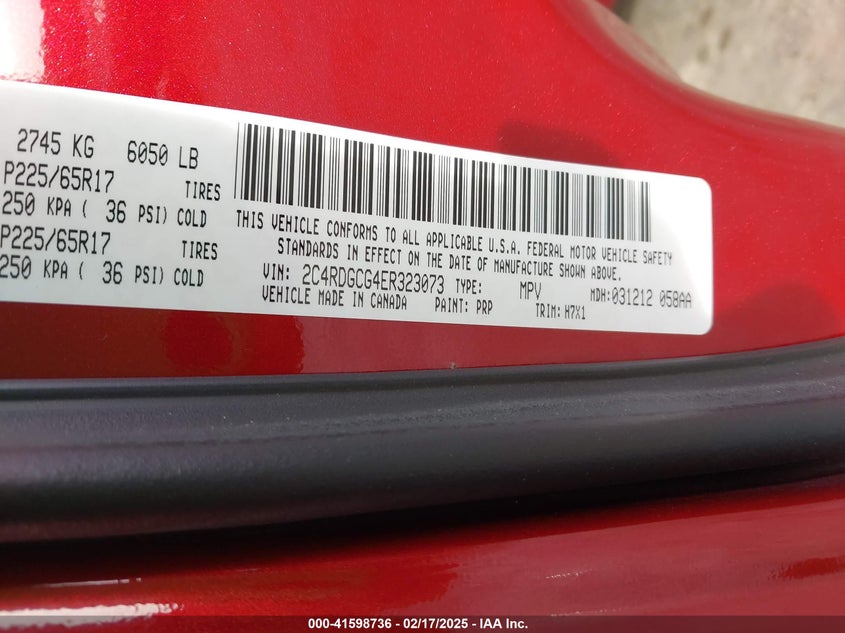 2745 KG 6050 LB
P225/65R17 TIRES
250 KPA ( 36 PSI) COLD
P225/65R17 TIRES
250 KPA ( 36 PSI) COLD
THIS VEHICLE CONFORMS TO ALL APPLICABLE U.S.A. FEDERAL MOTOR VEHICLE SAFETY
STANDARDS IN EFFECT ON THE DATE OF MANUFACTURE SHOWN ABOVE.
VIN: 2C4RDGCG4ER323073 TYPE: MPV MDH: 031212 058AA
VEHICLE MADE IN CANADA PAINT: PRP TRIM: H7X1
000-41598736 - 02/17/2025 - IAA Inc.